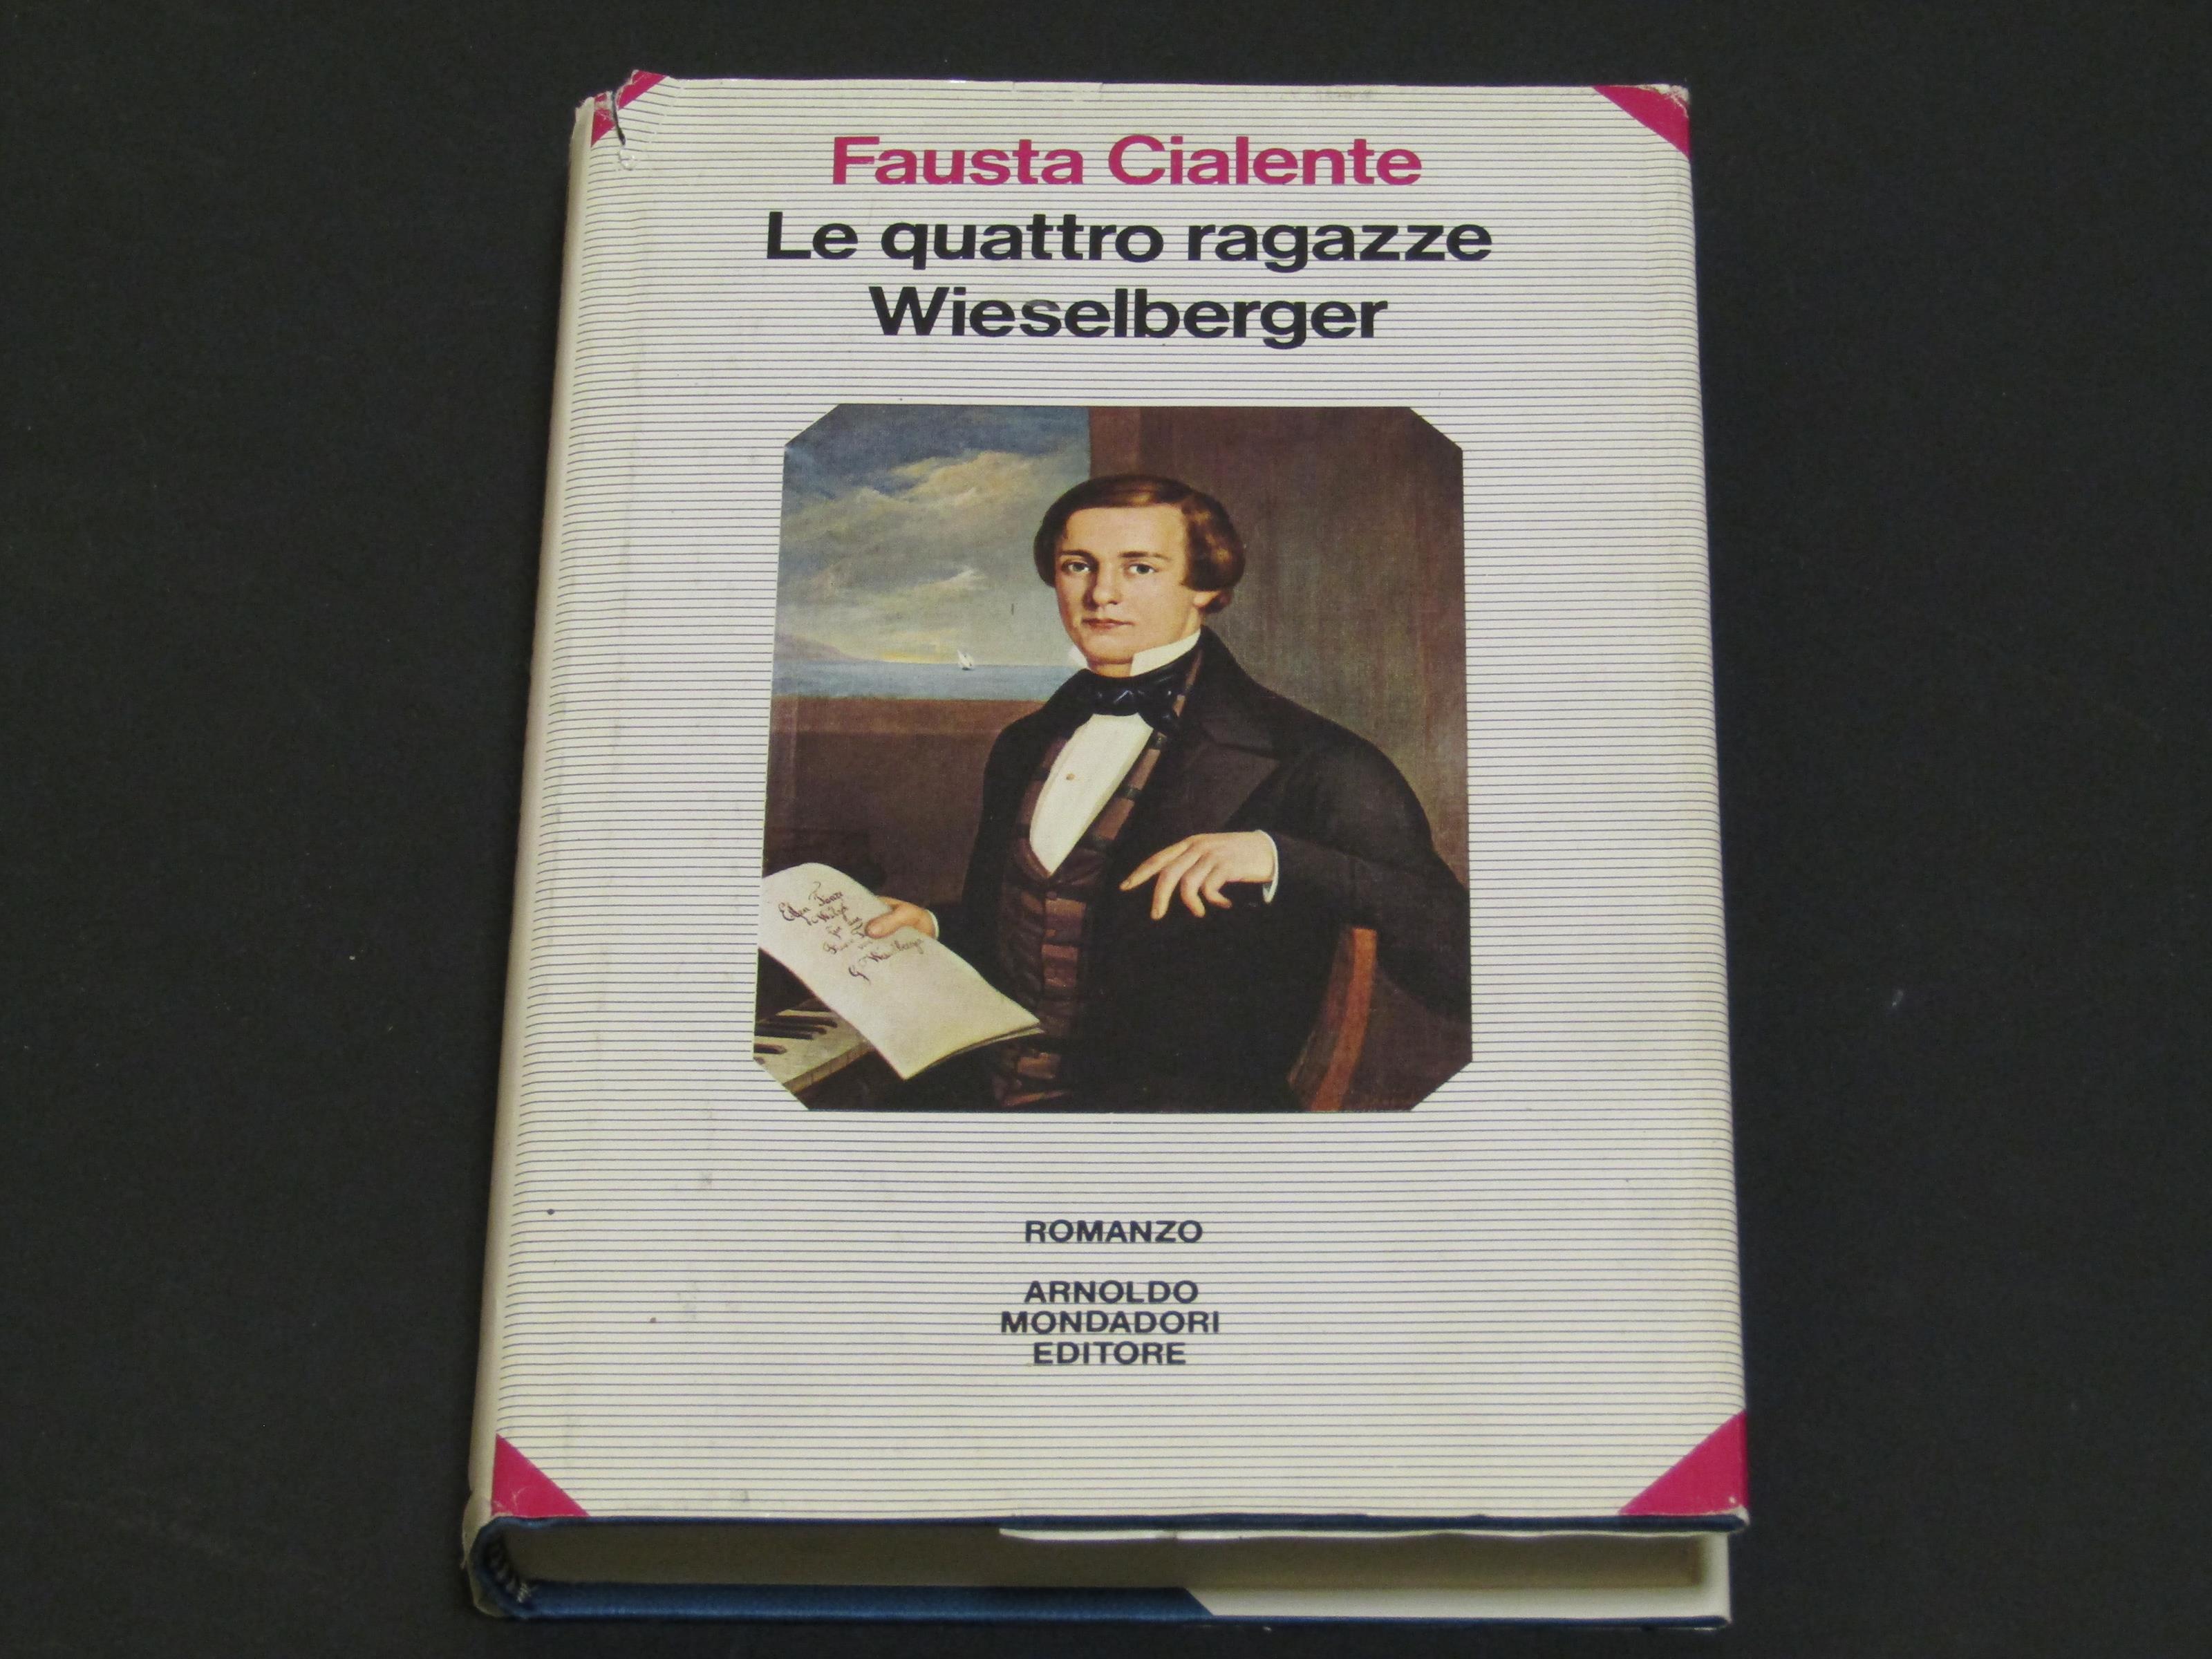 Fausta Cialente
Le quattro ragazze
Wieselberger
ROMANZO
ARNOLDO
MONDADORI
EDITORE